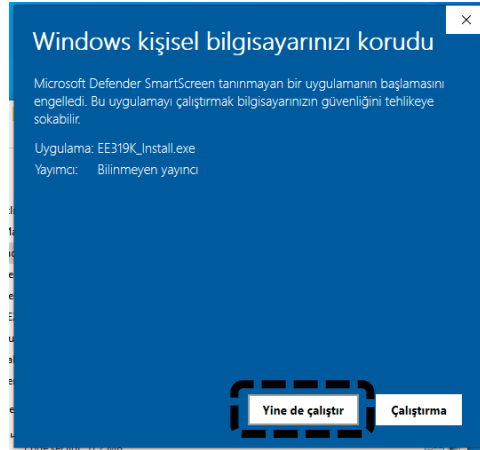 Windows kişisel bilgisayarınızı korudu
Microsoft Defender SmartScreen tanınmayan bir uygulamanın başlamasını
engelledi. Bu uygulamayı çalıştırmak bilgisayarınızın güvenliğini tehlikeye
sokabilir.
Uygulama: EE319K_Install.exe
Yayımcı: Bilinmeyen yayıncı
Yine de çalıştır Çalıştırma